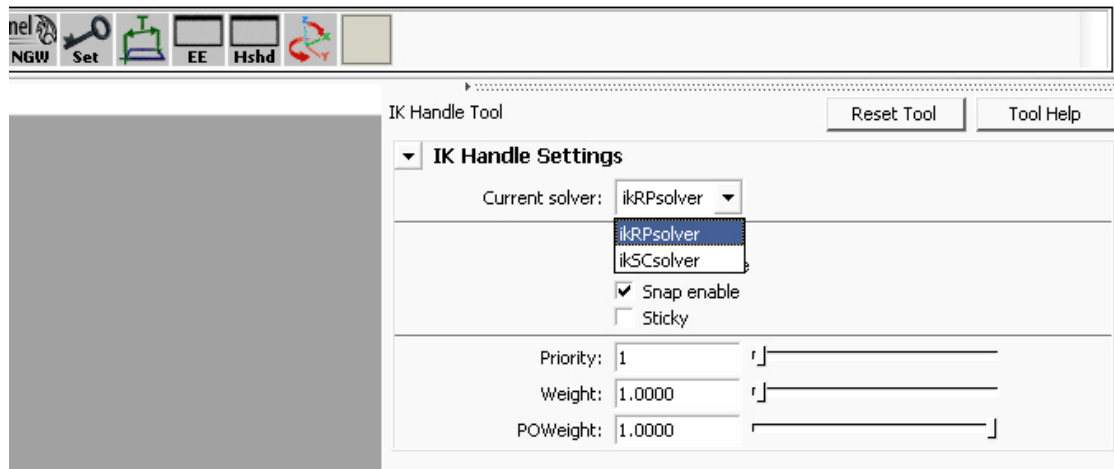 nel
NGW Set EE Hshd
IK Handle Tool Reset Tool Tool Help
IK Handle Settings
Current solver: ikRPsolver
ikRPsolver
ikSCsolver
Snap enable
Sticky
Priority: 1
Weight: 1.0000
POWeight: 1.0000